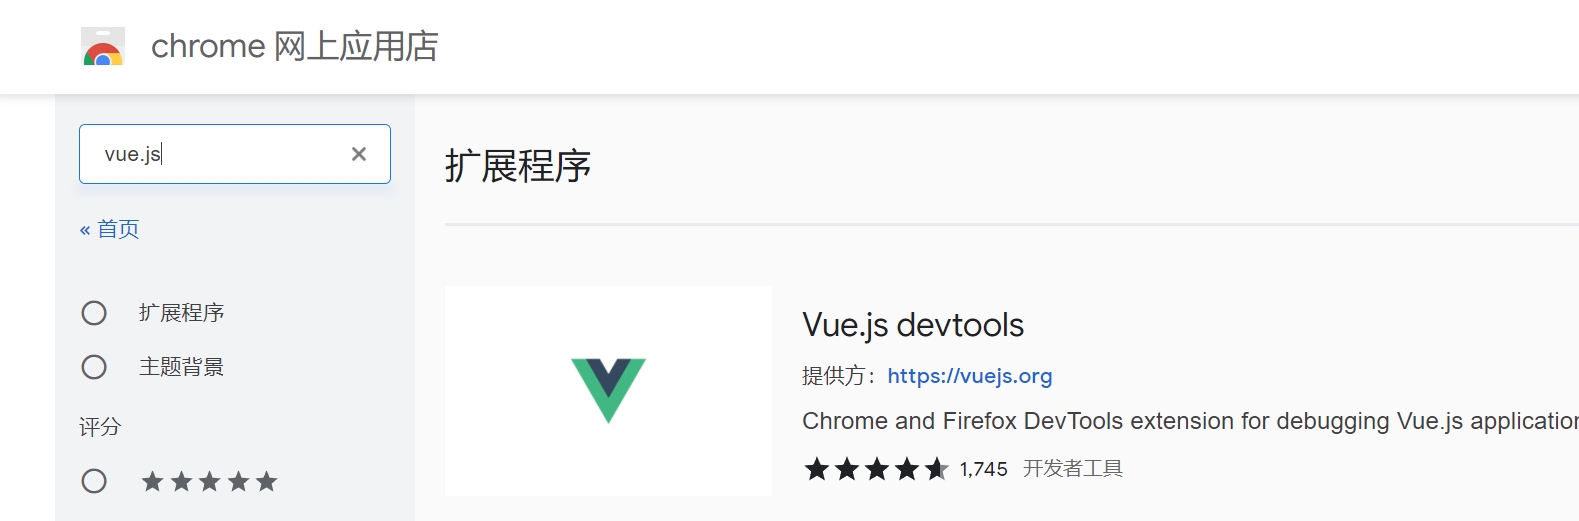 chrome 网上应用店
vue.js
« 首页
扩展程序
主题背景
评分
扩展程序
Vue.js devtools
提供方：https://vuejs.org
Chrome and Firefox DevTools extension for debugging Vue.js
1,745 开发者工具